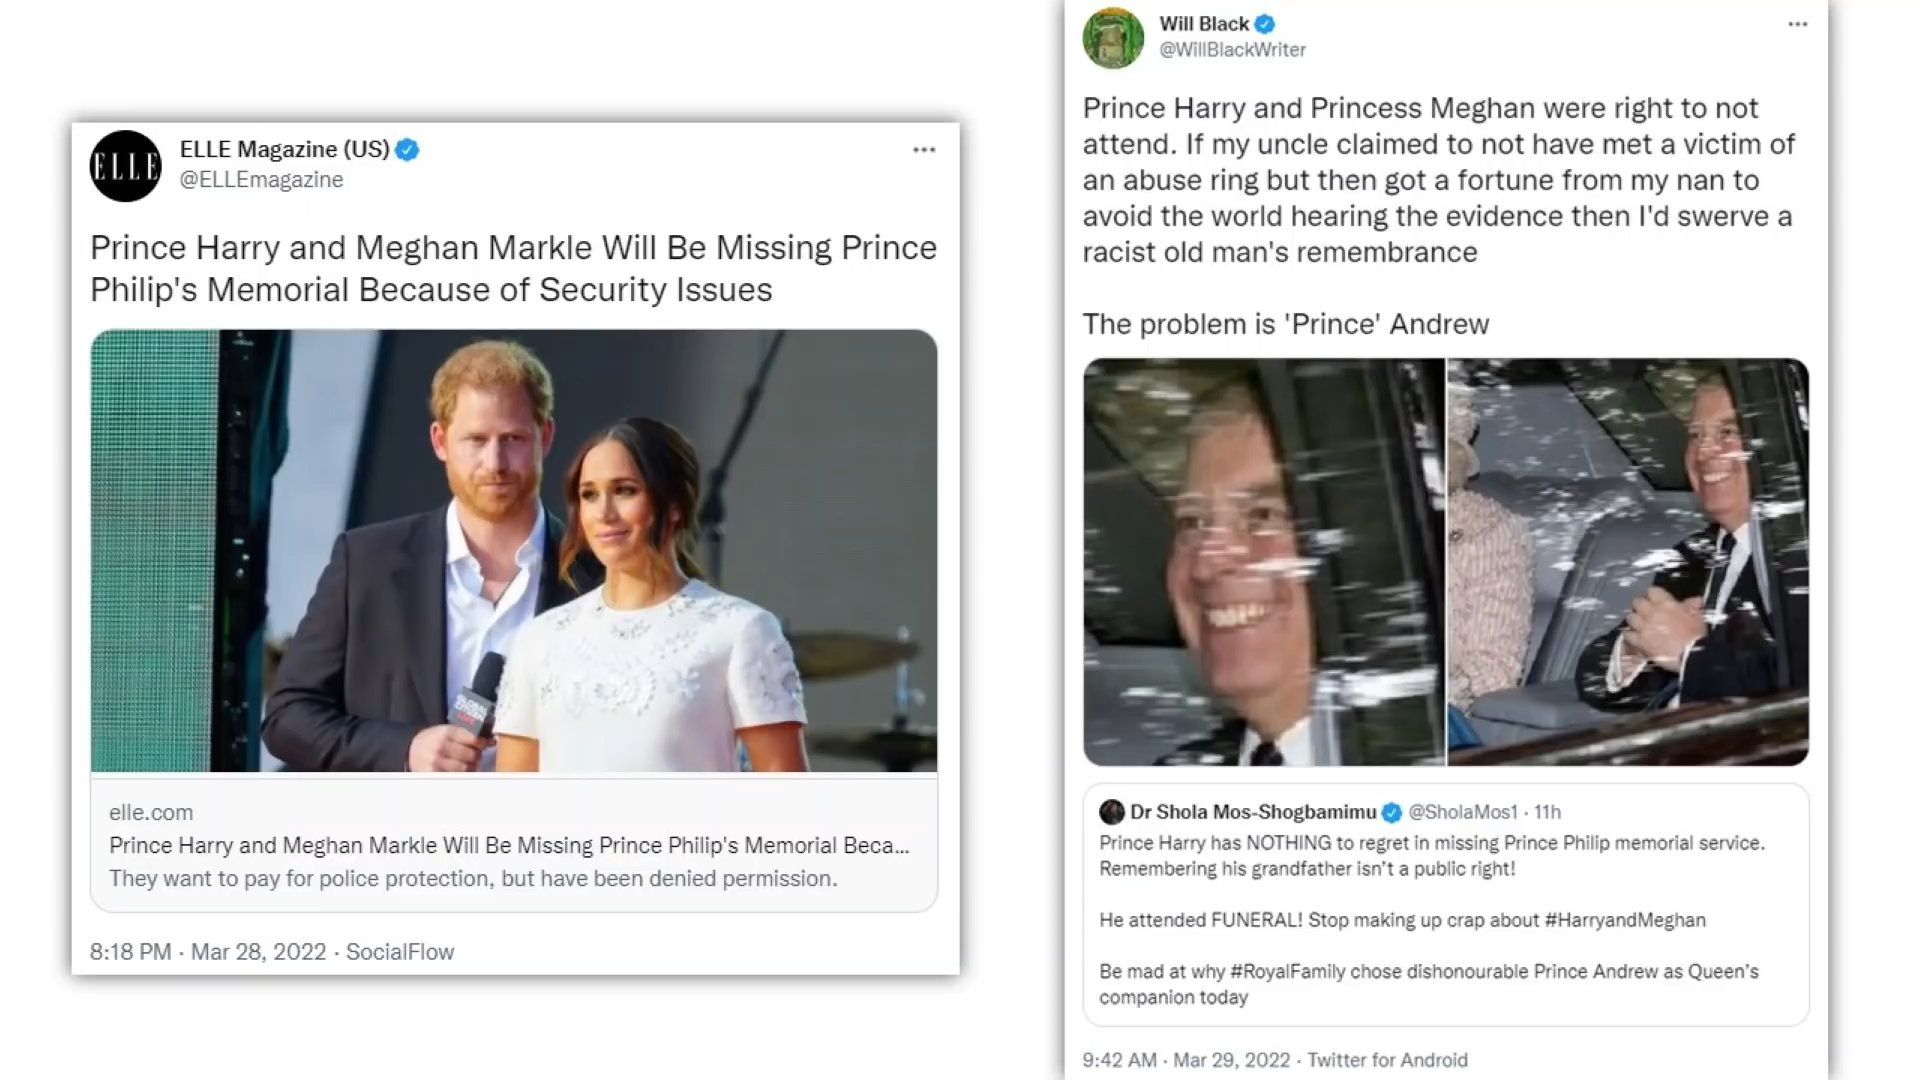 ELLE
ELLE Magazine (US)
@ELLEmagazine
Prince Harry and Meghan Markle Will Be Missing Prince
Philip's Memorial Because of Security Issues
GLOBAL
CITIZEN
LIVE
elle.com
Prince Harry and Meghan Markle Will Be Missing Prince Philip's Memorial Beca...
They want to pay for police protection, but have been denied permission.
8:18 PM · Mar 28, 2022 · SocialFlow
Will Black
@WillBlackWriter
Prince Harry and Princess Meghan were right to not
attend. If my uncle claimed to not have met a victim of
an abuse ring but then got a fortune from my nan to
avoid the world hearing the evidence then I'd swerve a
racist old man's remembrance
The problem is 'Prince' Andrew
Dr Shola Mos-Shogbamimu @SholaMos1 · 11h
Prince Harry has NOTHING to regret in missing Prince Philip memorial service.
Remembering his grandfather isn't a public right!
He attended FUNERAL! Stop making up crap about #HarryandMeghan
Be mad at why #RoyalFamily chose dishonourable Prince Andrew as Queen's
companion today
9:42 AM · Mar 29, 2022 · Twitter for Android